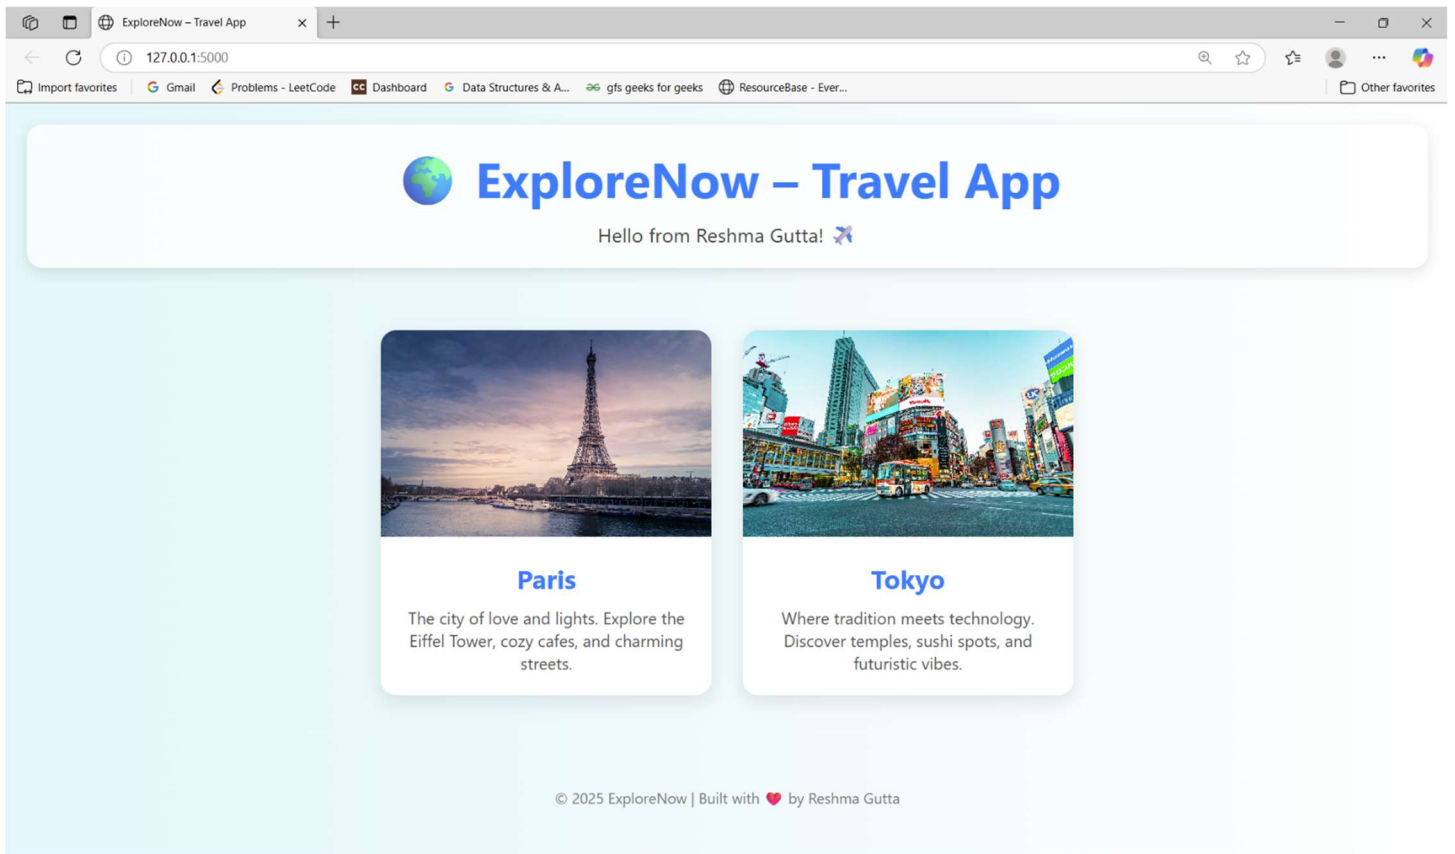 ExploreNow – Travel App
127.0.0.1:5000
Import favorites
Gmail
Problems - LeetCode
CC Dashboard
Data Structures & A...
gfs geeks for geeks
ResourceBase - Ever...
Other favorites
ExploreNow – Travel App
Hello from Reshma Gutta!
Paris
The city of love and lights. Explore the
Eiffel Tower, cozy cafes, and charming
streets.
Tokyo
Where tradition meets technology.
Discover temples, sushi spots, and
futuristic vibes.
© 2025 ExploreNow | Built with ❤ by Reshma Gutta